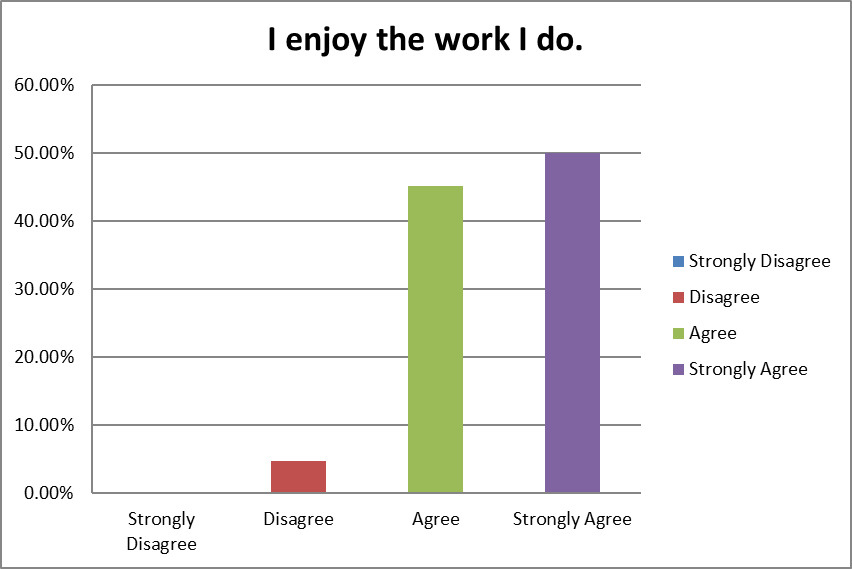 I enjoy the work I do.
60.00%
50.00%
40.00%
30.00%
20.00%
10.00%
0.00%
Strongly
Disagree
Disagree
Agree
Strongly Agree
Strongly Disagree
Disagree
Agree
Strongly Agree